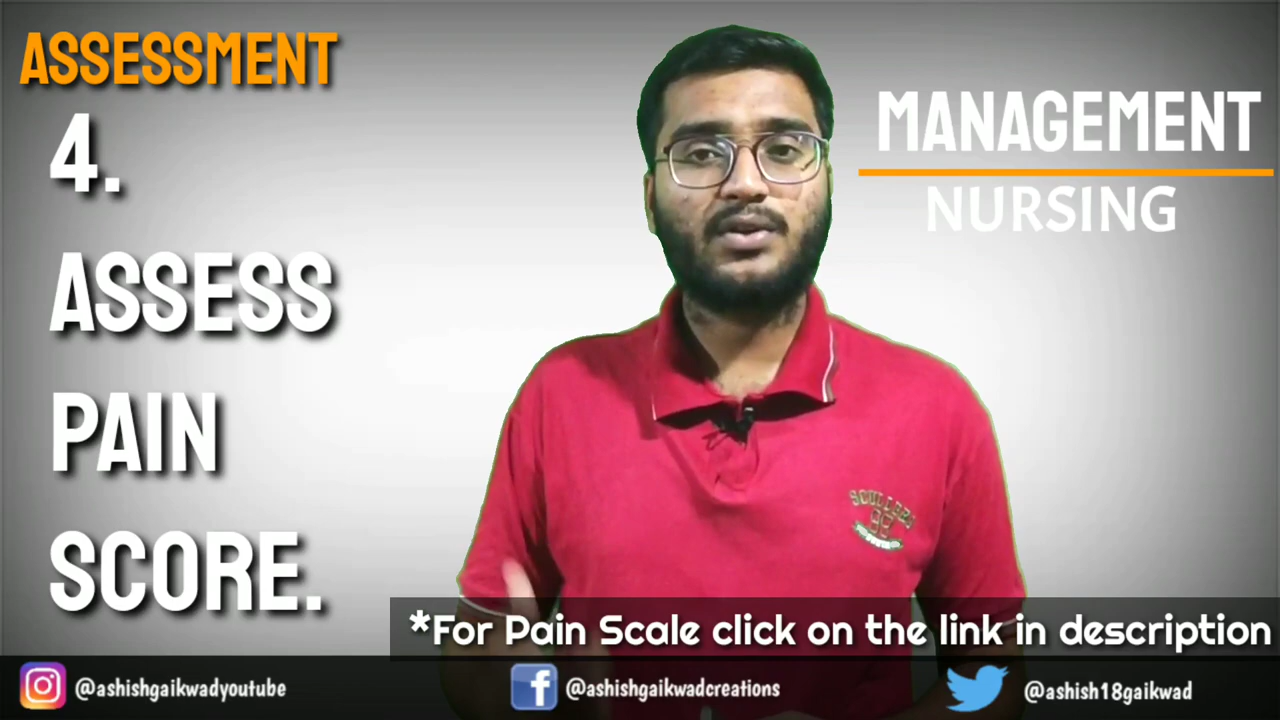 ASSESSMENT
4.
ASSESS
PAIN
SCORE.
MANAGEMENT
NURSING
SCULLERS
*For Pain Scale click on the link in description
@ashishgaikwadyoutube
@ashishgaikwadcreations
@ashish18gaikwad